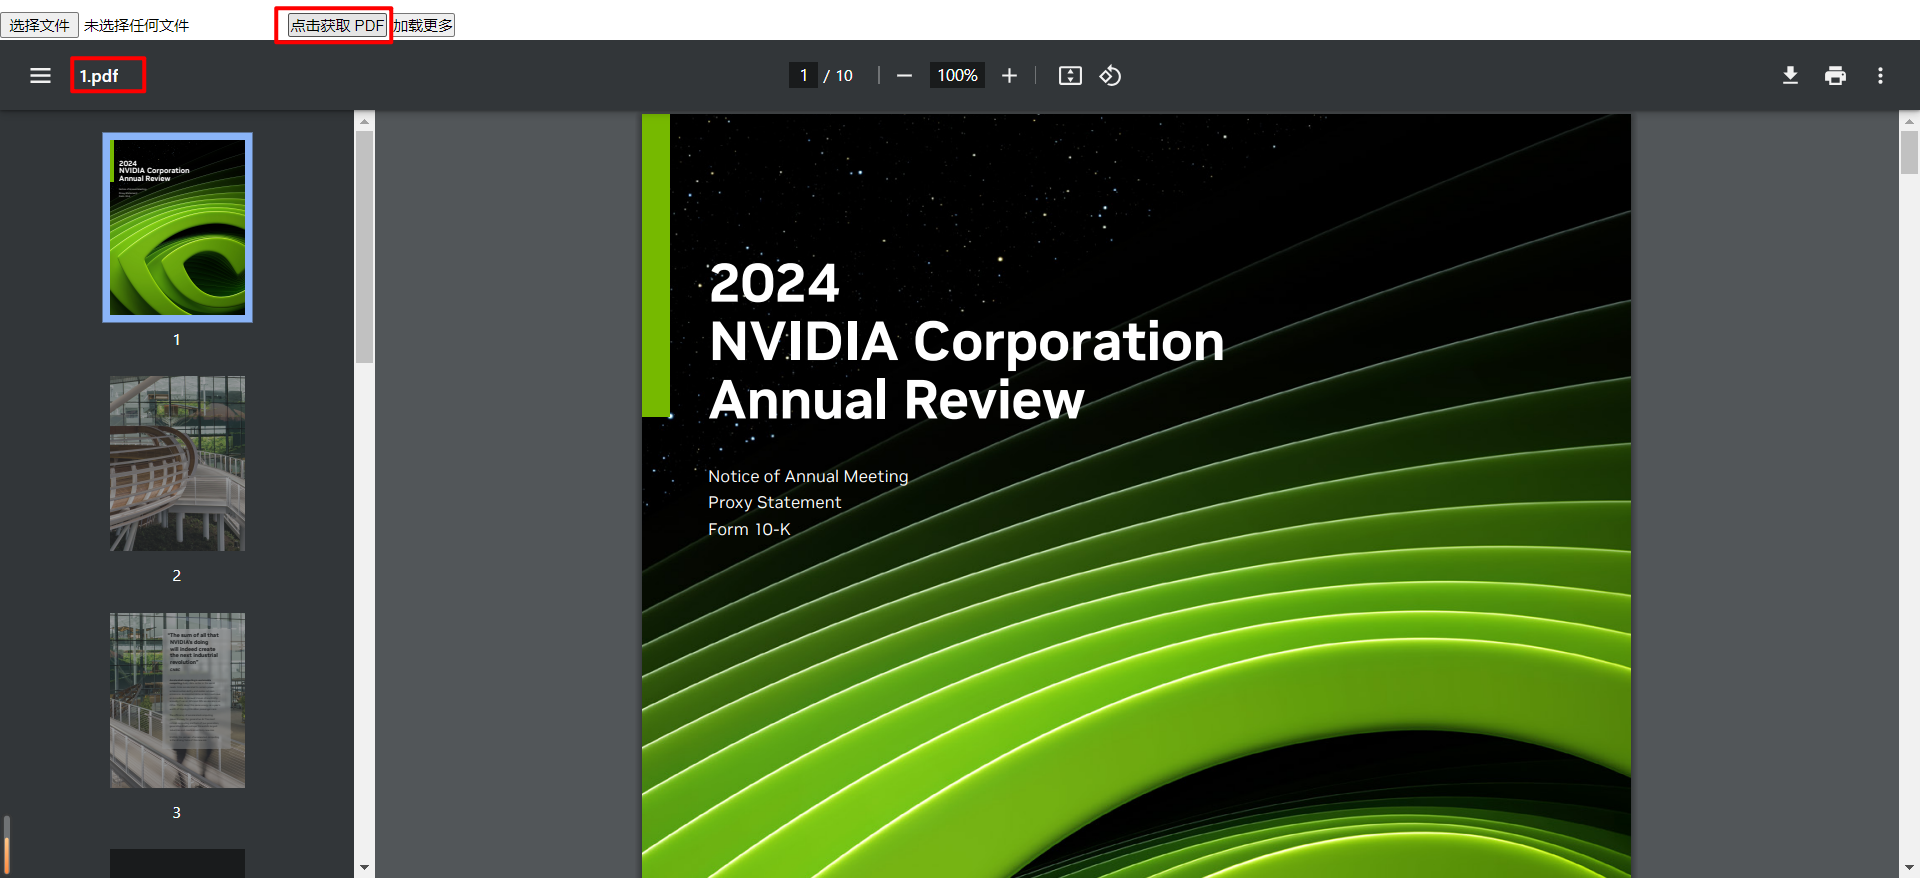 选择文件 未选择任何文件 点击获取 PDF 加载更多
1.pdf 1 / 10 100%
2024
NVIDIA Corporation
Annual Review
1
2
"The sum of all that
NVIDIA's doing
will indeed create
the next industrial
revolution"
3
2024
NVIDIA Corporation
Annual Review
Notice of Annual Meeting
Proxy Statement
Form 10-K